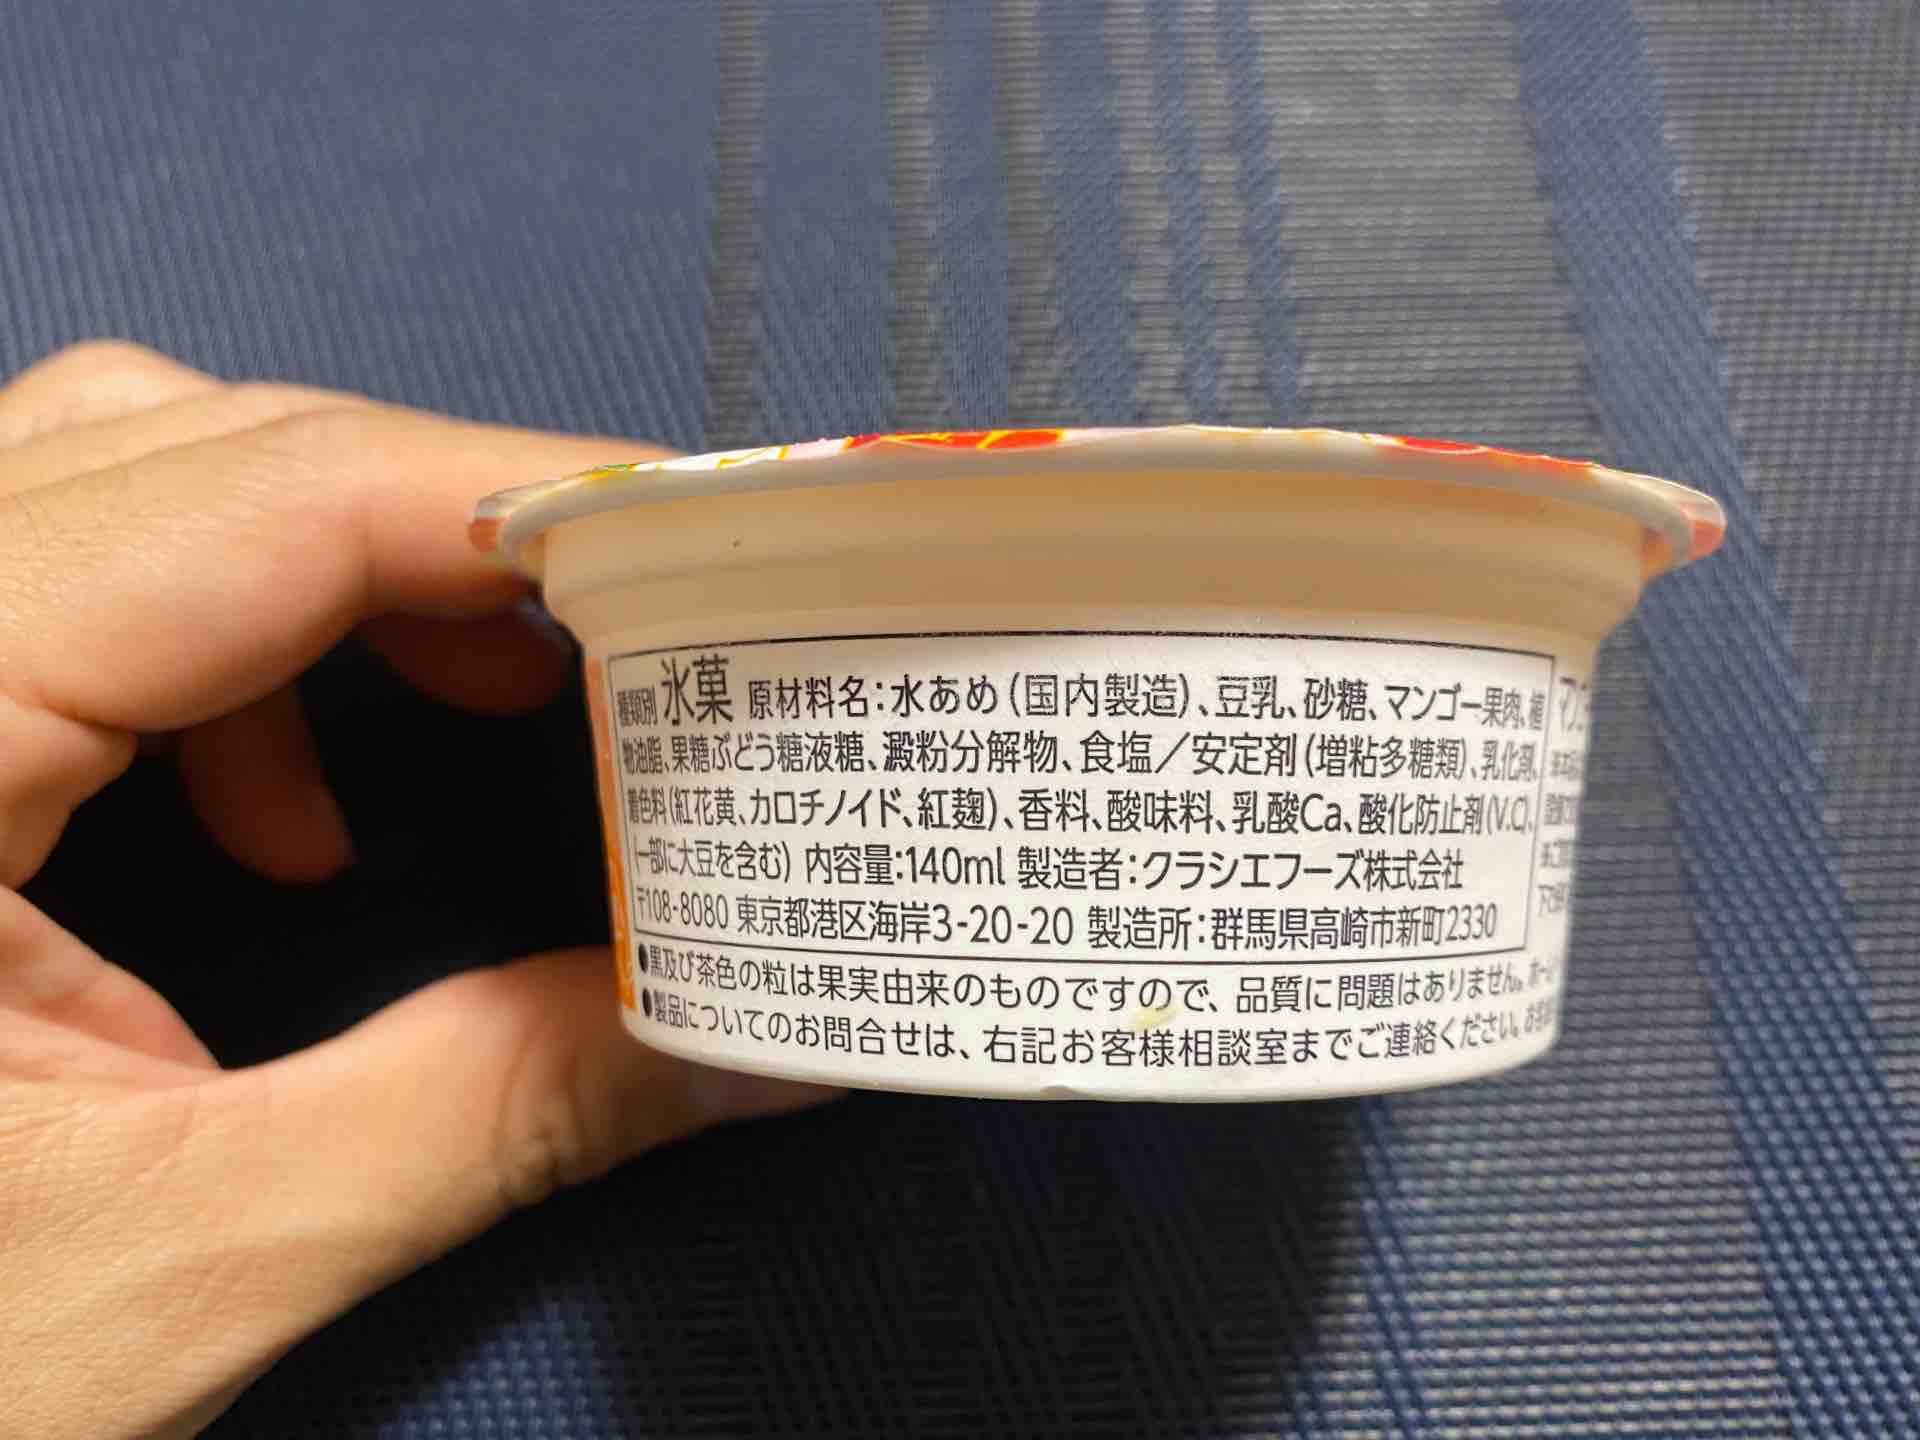 種類別 氷菓 原材料名：水あめ（国内製造）、豆乳、砂糖、マンゴー果肉、植
物油脂、果糖ぶどう糖液糖、澱粉分解物、食塩／安定剤（増粘多糖類）、乳化剤、
着色料（紅花黄、カロチノイド、紅麹）、香料、酸味料、乳酸Ca、酸化防止剤（V.C）、
（一部に大豆を含む） 内容量：140ml 製造者：クラシエフーズ株式会社
〒108-8080 東京都港区海岸3-20-20 製造所：群馬県高崎市新町2330
●黒及び茶色の粒は果実由来のものですので、品質に問題はありません。
●製品についてのお問合せは、右記お客様相談室までご連絡ください。